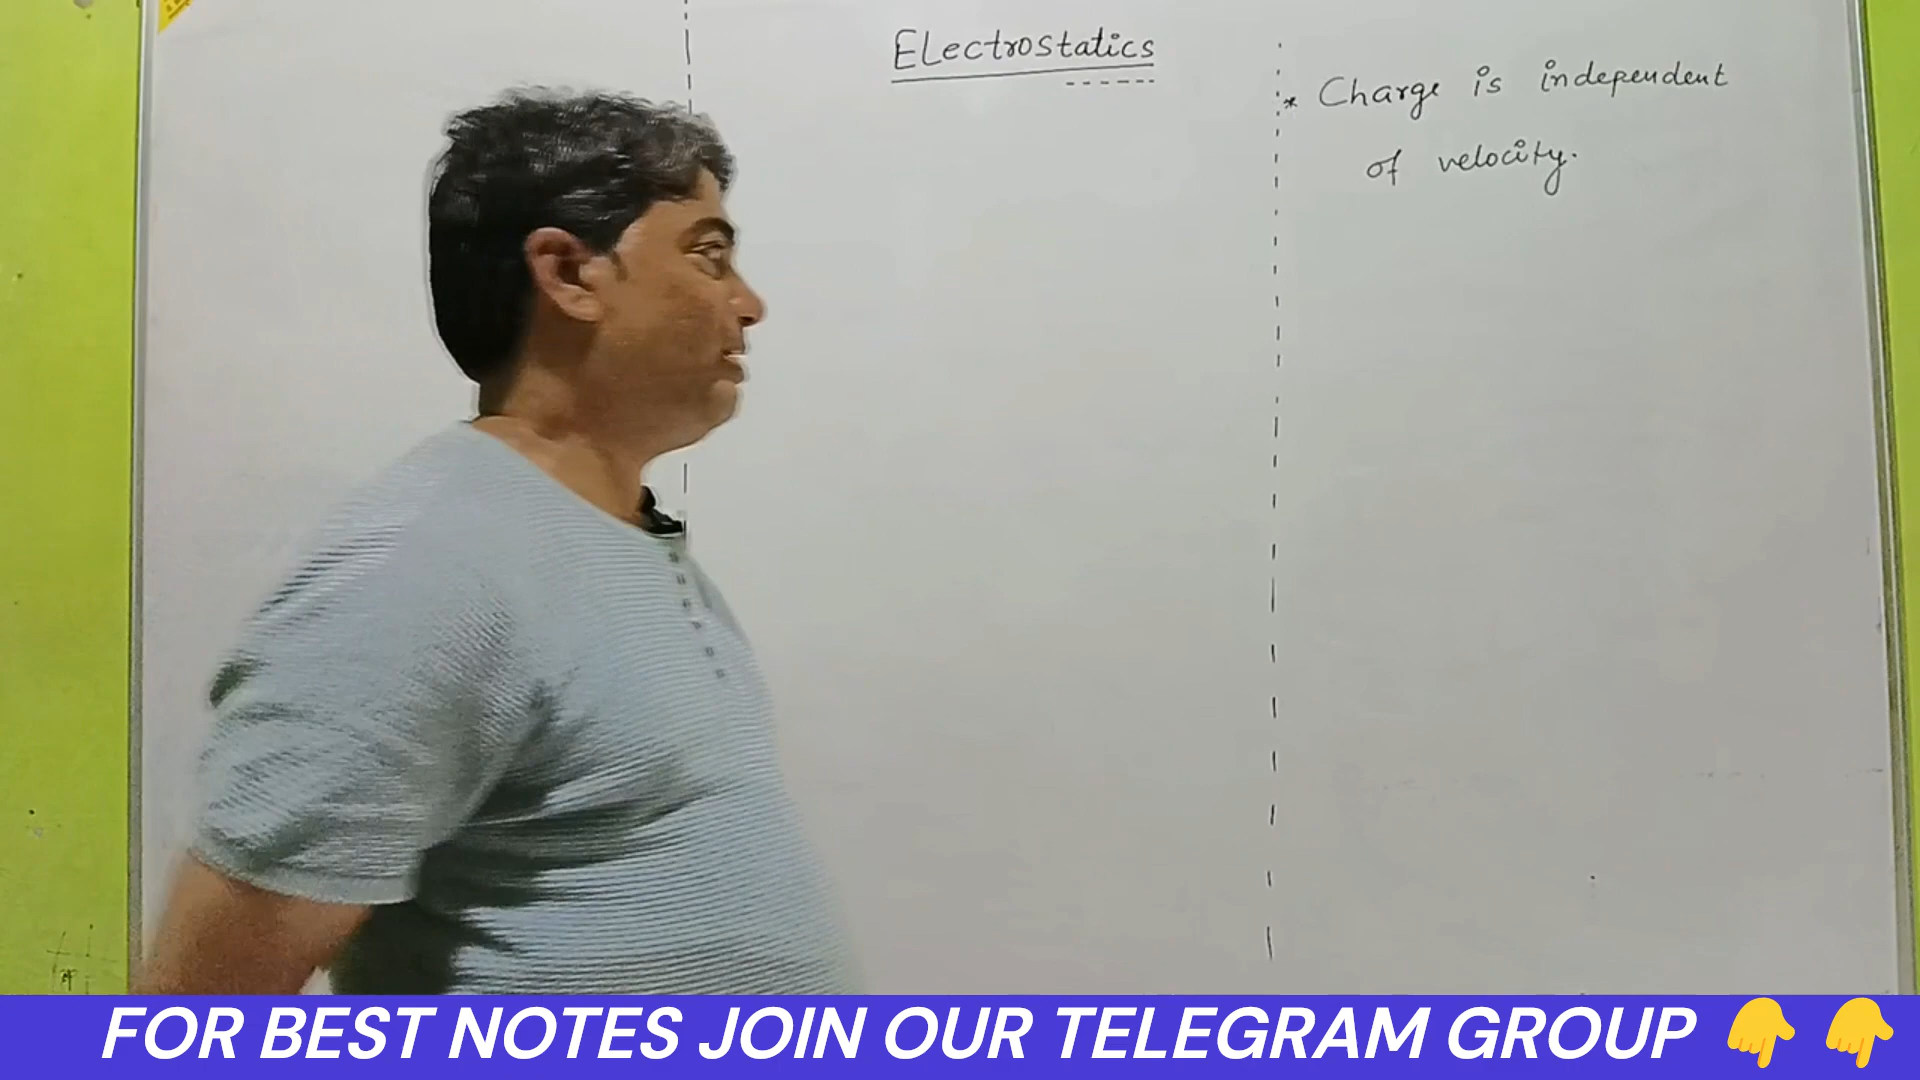 Electrostatics
* Charge is independent
of velocity.
FOR BEST NOTES JOIN OUR TELEGRAM GROUP 👇 👇